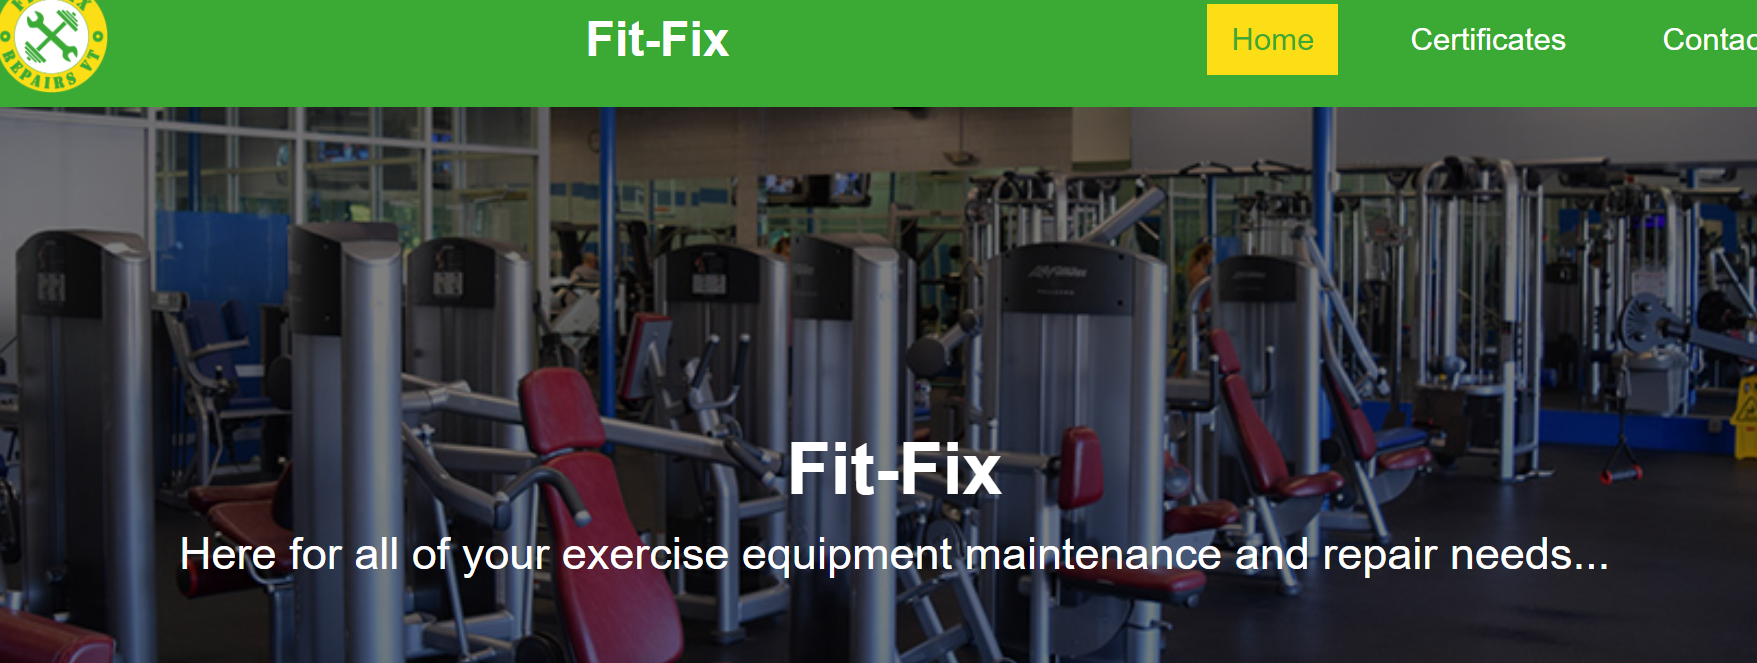 REPAIRS VT
Fit-Fix
Home
Certificates
Contac
Fit-Fix
Here for all of your exercise equipment maintenance and repair needs...